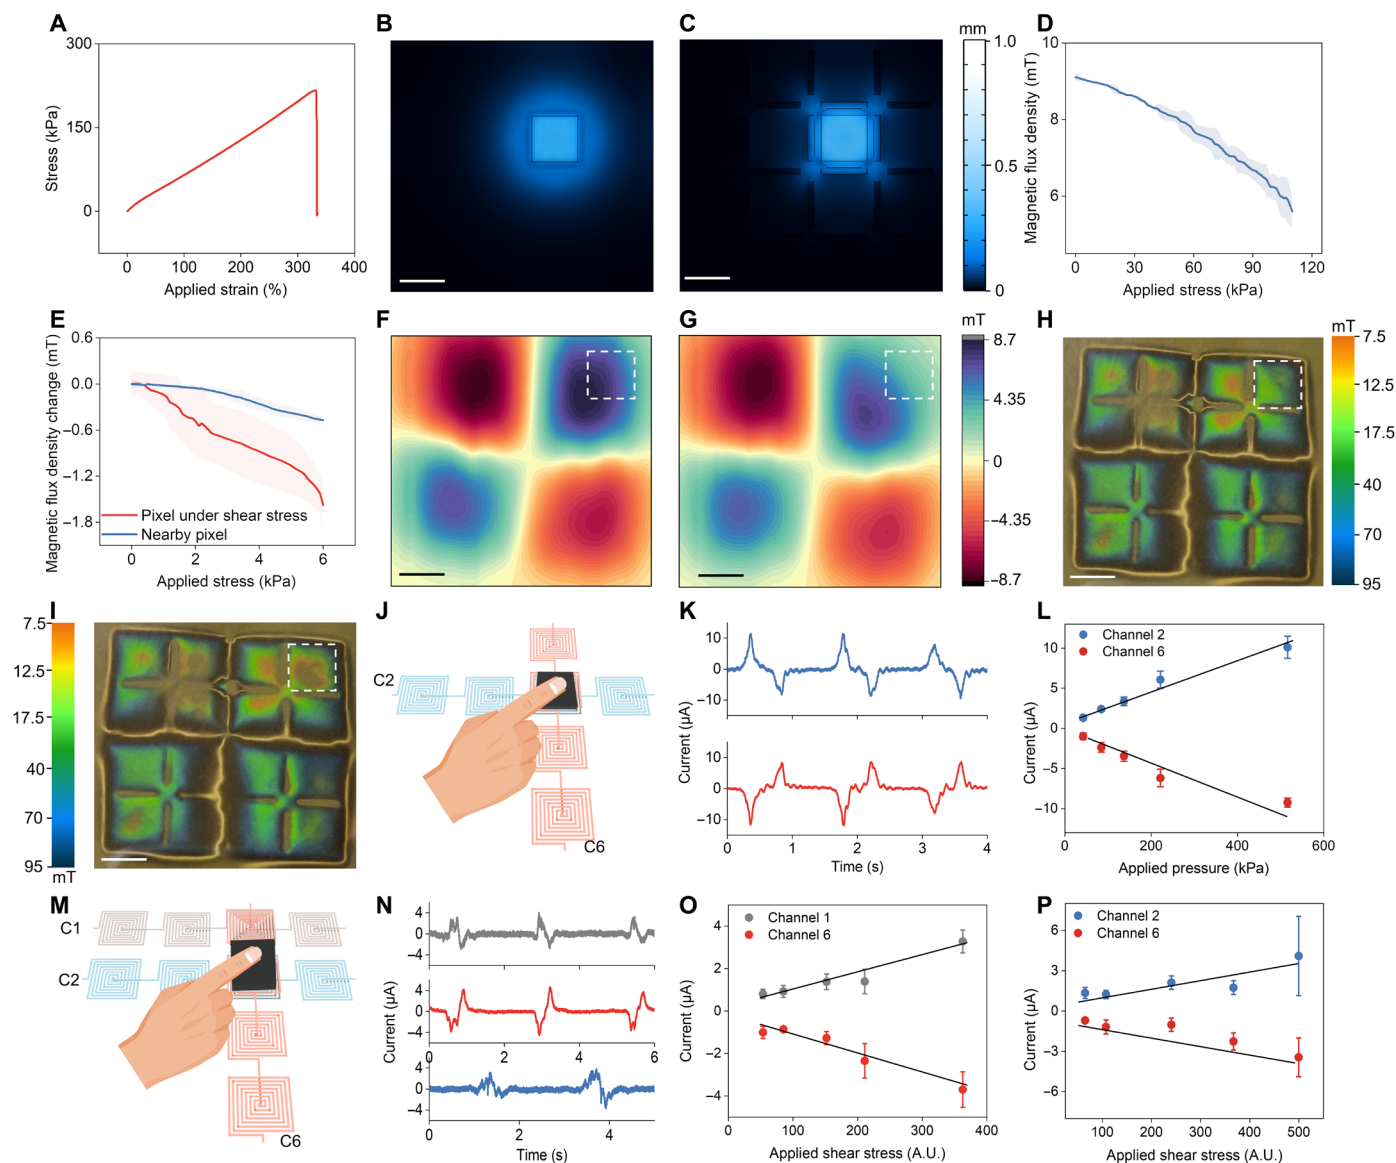 A
Stress (kPa)
300
150
0
0
100
200
300
400
Applied strain (%)
B
C
mm
1.0
0.5
0
D
Magnetic flux density (mT)
10
8
6
0
30
60
90
120
Applied stress (kPa)
E
Magnetic flux density change (mT)
0.6
0.0
−0.6
−1.2
−1.8
Pixel under shear stress
Nearby pixel
0
2
4
6
Applied stress (kPa)
F
G
mT
8.7
4.35
0
−4.35
−8.7
H
mT
7.5
12.5
17.5
40
70
95
I
7.5
12.5
17.5
40
70
95
mT
J
C2
C6
K
Current (μA)
10
0
−10
10
0
−10
0
1
2
3
4
Time (s)
L
Channel 2
Channel 6
Current (μA)
10
5
0
−5
−10
0
200
400
600
Applied pressure (kPa)
M
C1
C2
C6
N
Current (μA)
4
0
−4
4
0
−4
0
2
4
6
4
0
−4
0
2
4
Time (s)
O
Channel 1
Channel 6
Current (μA)
4
2
0
−2
−4
0
100
200
300
400
Applied shear stress (A.U.)
P
Channel 2
Channel 6
Current (μA)
6
3
0
−3
−6
100
200
300
400
500
Applied shear stress (A.U.)